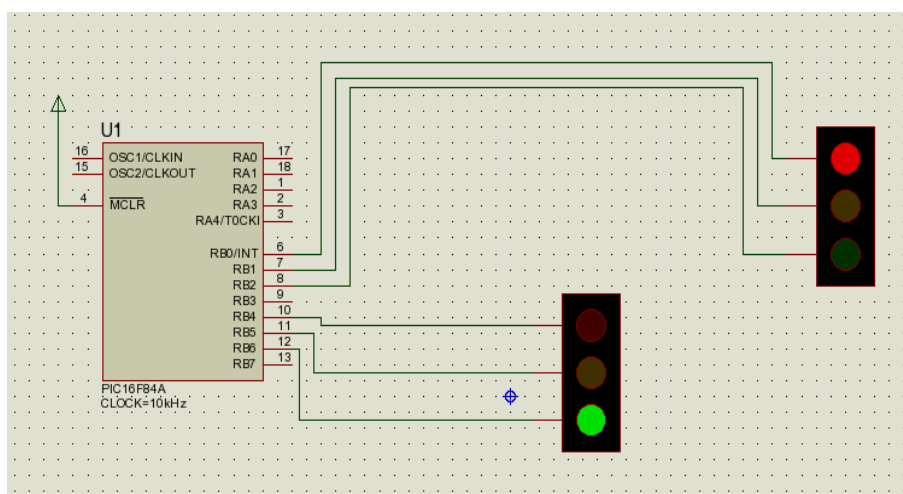 U1
16 OSC1/CLKIN RA0 17
15 OSC2/CLKOUT RA1 18
RA2 1
4 MCLR RA3 2
RA4/T0CKI 3
RB0/INT 6
RB1 7
RB2 8
RB3 9
RB4 10
RB5 11
RB6 12
RB7 13
PIC16F84A
CLOCK=10kHz